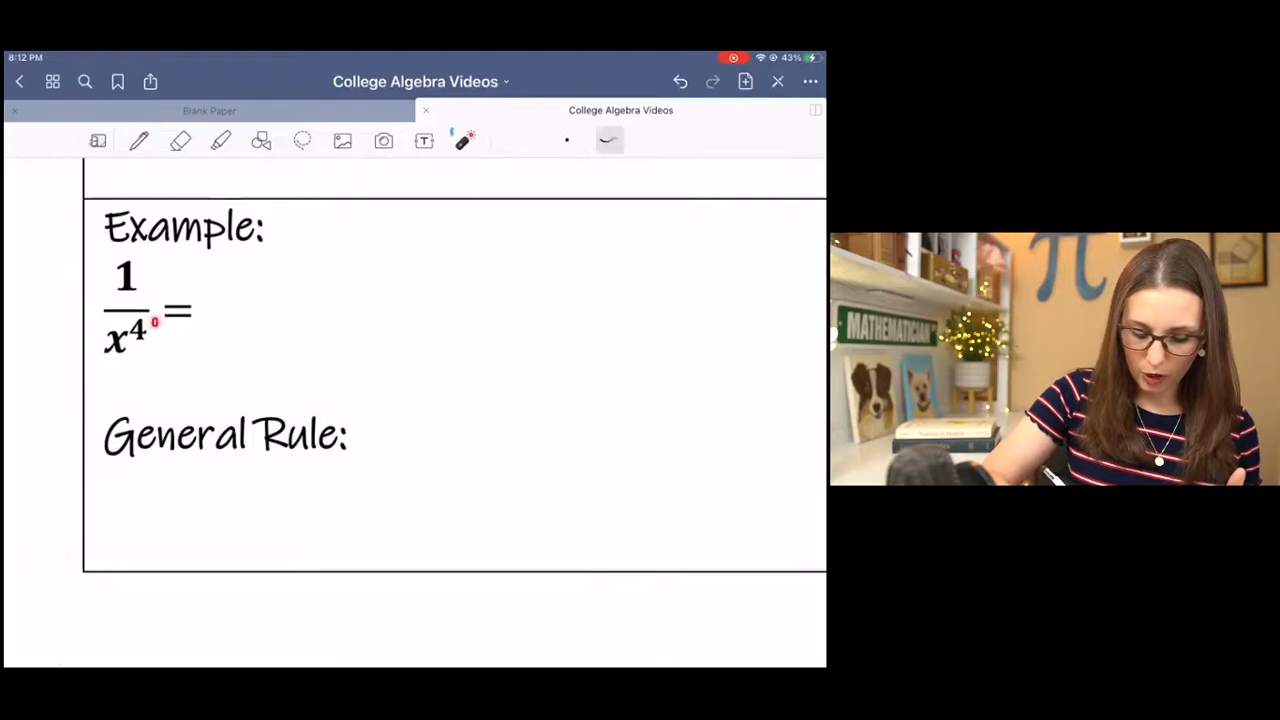 8:12 PM
43%
College Algebra Videos
Blank Paper
College Algebra Videos
T
Example:
1
x⁴ =
General Rule:
MATHEMATICIAN